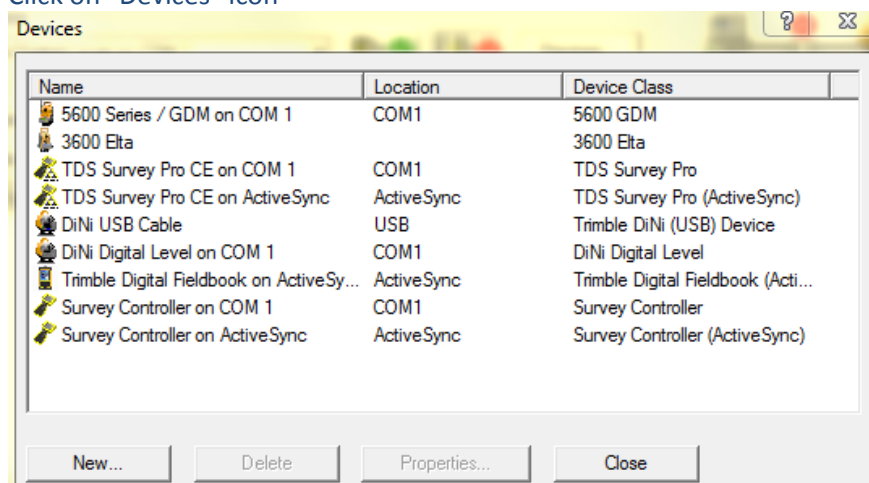 Click on "Devices" icon
Devices
Name Location Device Class
5600 Series / GDM on COM 1 COM1 5600 GDM
3600 Elta 3600 Elta
TDS Survey Pro CE on COM 1 COM1 TDS Survey Pro
TDS Survey Pro CE on ActiveSync ActiveSync TDS Survey Pro (ActiveSync)
DiNi USB Cable USB Trimble DiNi (USB) Device
DiNi Digital Level on COM 1 COM1 DiNi Digital Level
Trimble Digital Fieldbook on ActiveSy... ActiveSync Trimble Digital Fieldbook (Acti...
Survey Controller on COM 1 COM1 Survey Controller
Survey Controller on ActiveSync ActiveSync Survey Controller (ActiveSync)
New... Delete Properties... Close